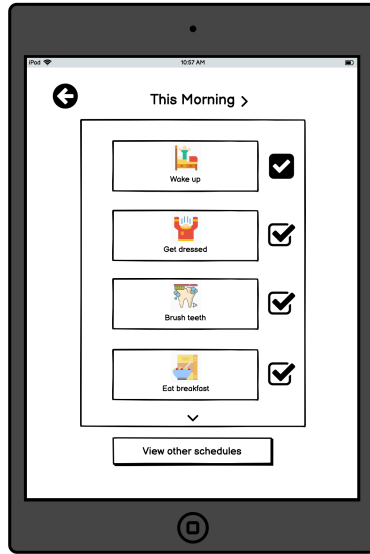 iPod 10:57 AM
This Morning >
Wake up
Get dressed
Brush teeth
Eat breakfast
View other schedules